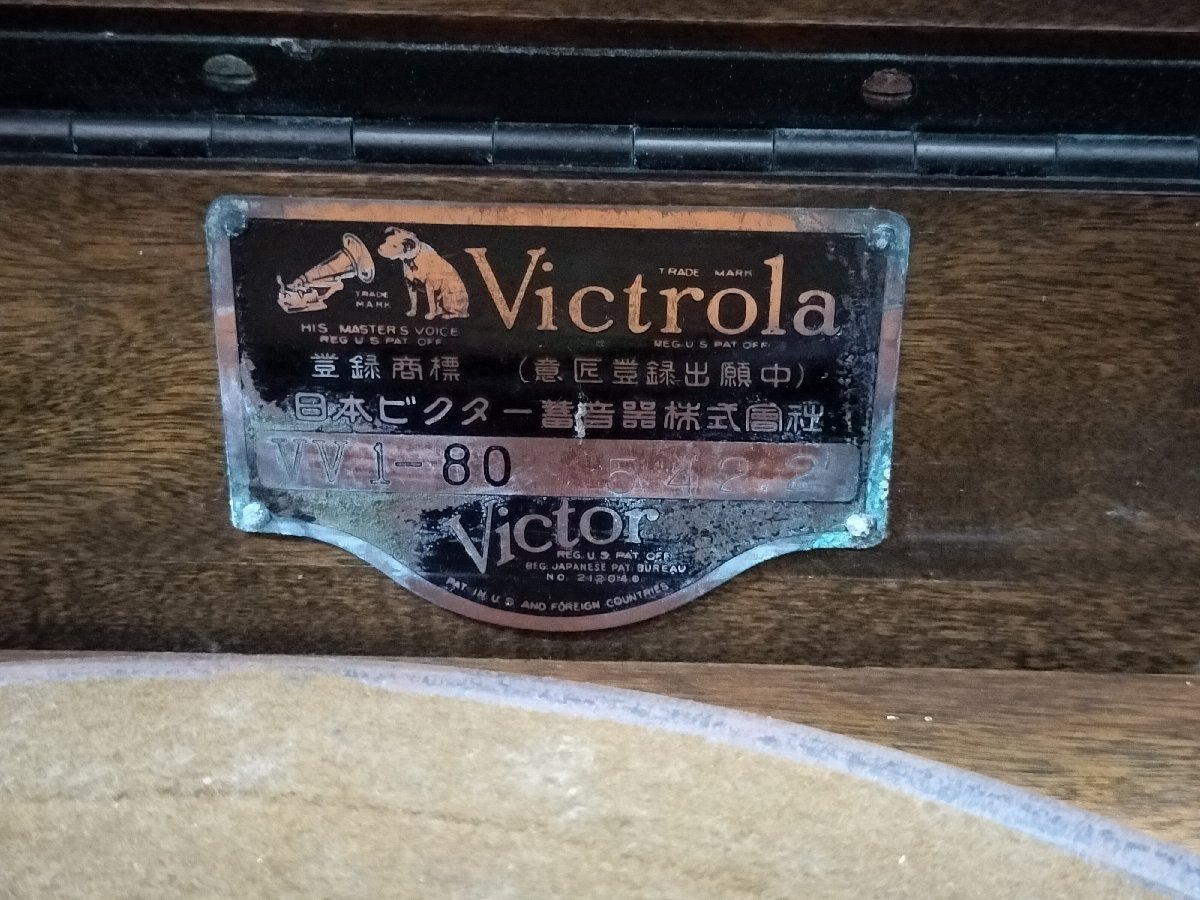 TRADE MARK
Victrola
TRADE
MARK
HIS MASTERS VOICE
REG U S PAT OFF
REG. U S PAT OFF.
登録商標 (意匠登録出願中)
日本ビクター蓄音器株式會社
VV 1-80 5422
Victor
REG. U. S. PAT. OFF.
REG. JAPANESE PAT. BUREAU
NO. 212048
PAT. IN U. S. AND FOREIGN COUNTRIES